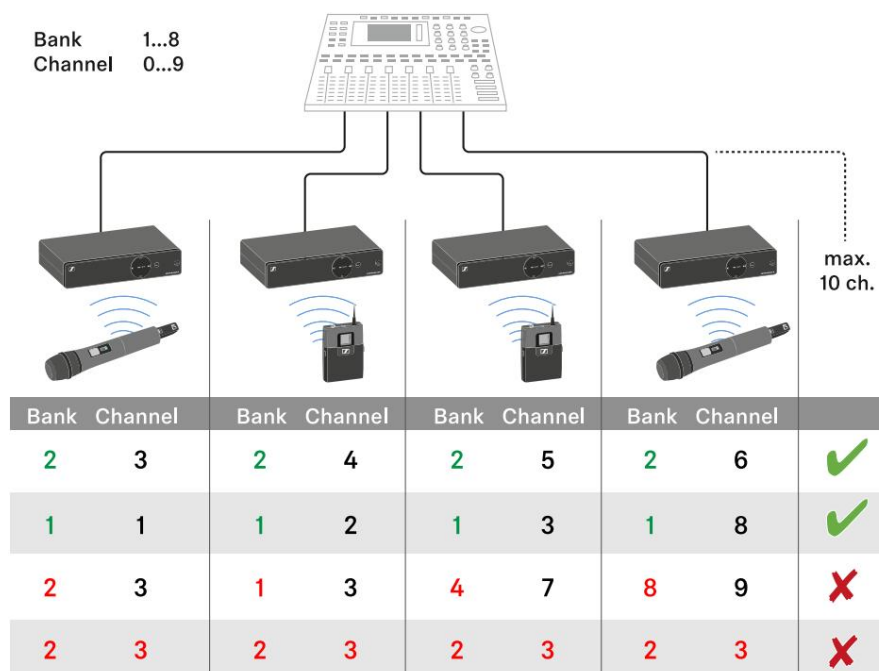 Bank 1...8
Channel 0...9
max.
10 ch.
Bank Channel Bank Channel Bank Channel Bank Channel
2 3 2 4 2 5 2 6 ✔
1 1 1 2 1 3 1 8 ✔
2 3 1 3 4 7 8 9 ✘
2 3 2 3 2 3 2 3 ✘